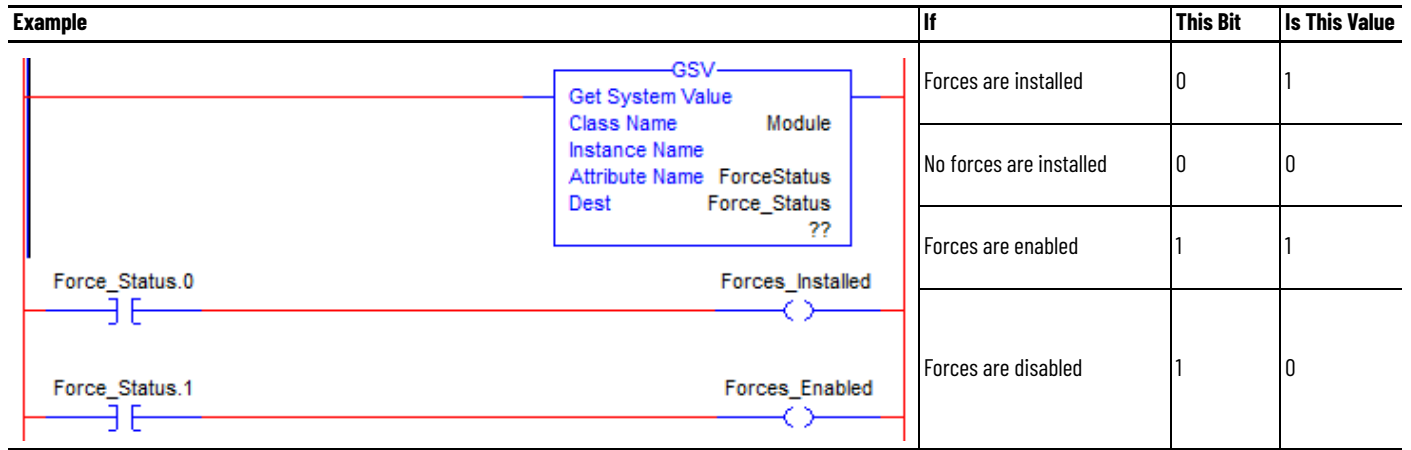 Example If This Bit Is This Value
GSV
Get System Value
Class Name Module
Instance Name
Attribute Name ForceStatus
Dest Force_Status
??
Force_Status.0 Forces_Installed
Force_Status.1 Forces_Enabled
Forces are installed 0 1
No forces are installed 0 0
Forces are enabled 1 1
Forces are disabled 1 0